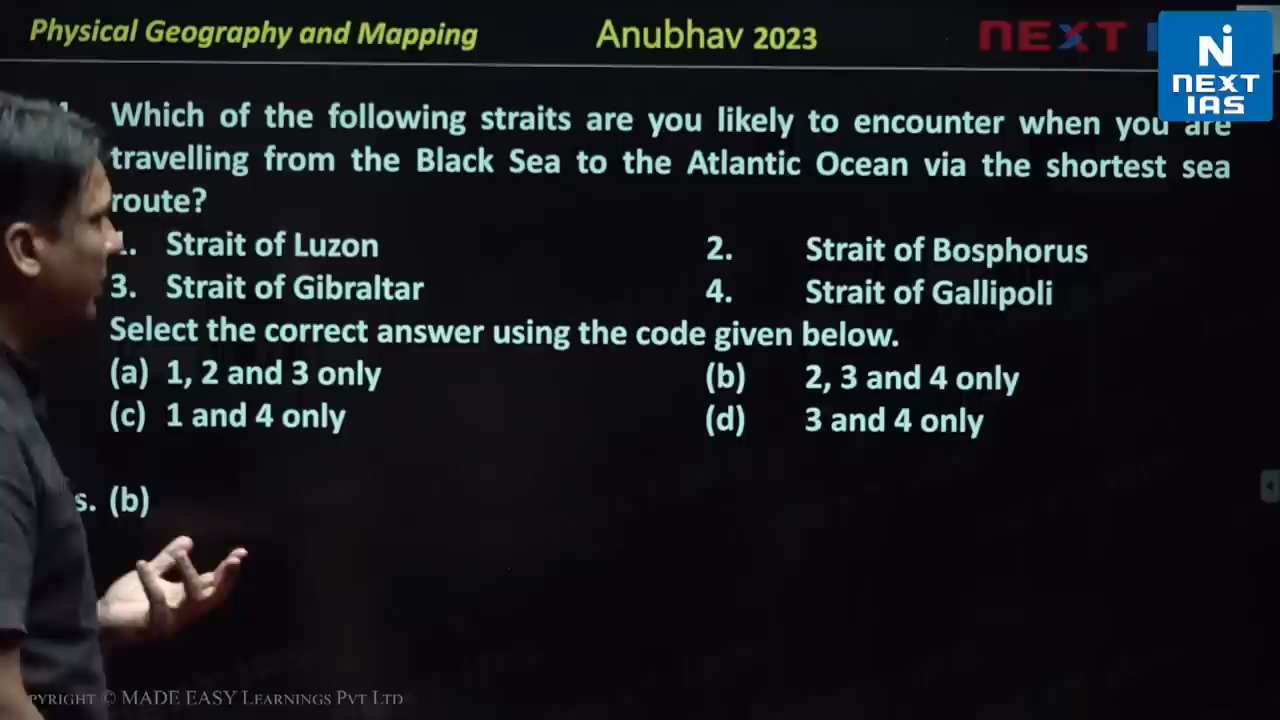 Physical Geography and Mapping Anubhav 2023 NEXT
NEXT
IAS
Which of the following straits are you likely to encounter when you are
travelling from the Black Sea to the Atlantic Ocean via the shortest sea
route?
1. Strait of Luzon 2. Strait of Bosphorus
3. Strait of Gibraltar 4. Strait of Gallipoli
Select the correct answer using the code given below.
(a) 1, 2 and 3 only (b) 2, 3 and 4 only
(c) 1 and 4 only (d) 3 and 4 only
s. (b)
PYRIGHT © MADE EASY LEARNINGS PVT LTD